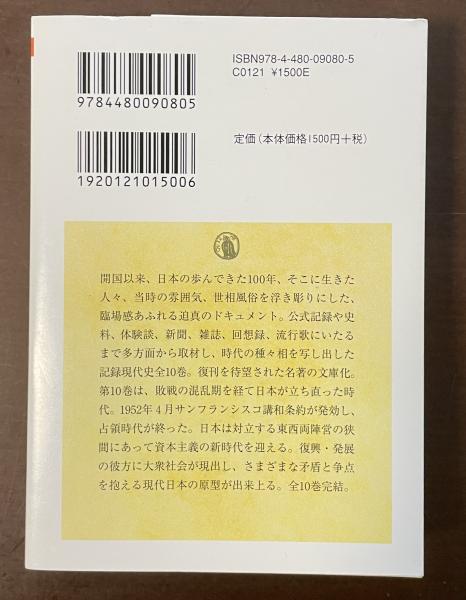 ISBN978-4-480-09080-5
C0121 ¥1500E
9784480090805
定価(本体価格1500円+税)
1920121015006
開国以来、日本の歩んできた100年、そこに生きた
人々、当時の雰囲気、世相風俗を浮き彫りにした、
臨場感あふれる迫真のドキュメント。公式記録や史
料、体験談、新聞、雑誌、回想録、流行歌にいたる
まで多方面から取材し、時代の種々相を写し出した
記録現代史全10巻。復刊を待望された名著の文庫化。
第10巻は、敗戦の混乱期を経て日本が立ち直った時
代。1952年4月サンフランシスコ講和条約が発効し、
占領時代が終った。日本は対立する東西両陣営の狭
間にあって資本主義の新時代を迎える。復興・発展
の彼方に大衆社会が現出し、さまざまな矛盾と争点
を抱える現代日本の原型が出来上る。全10巻完結。